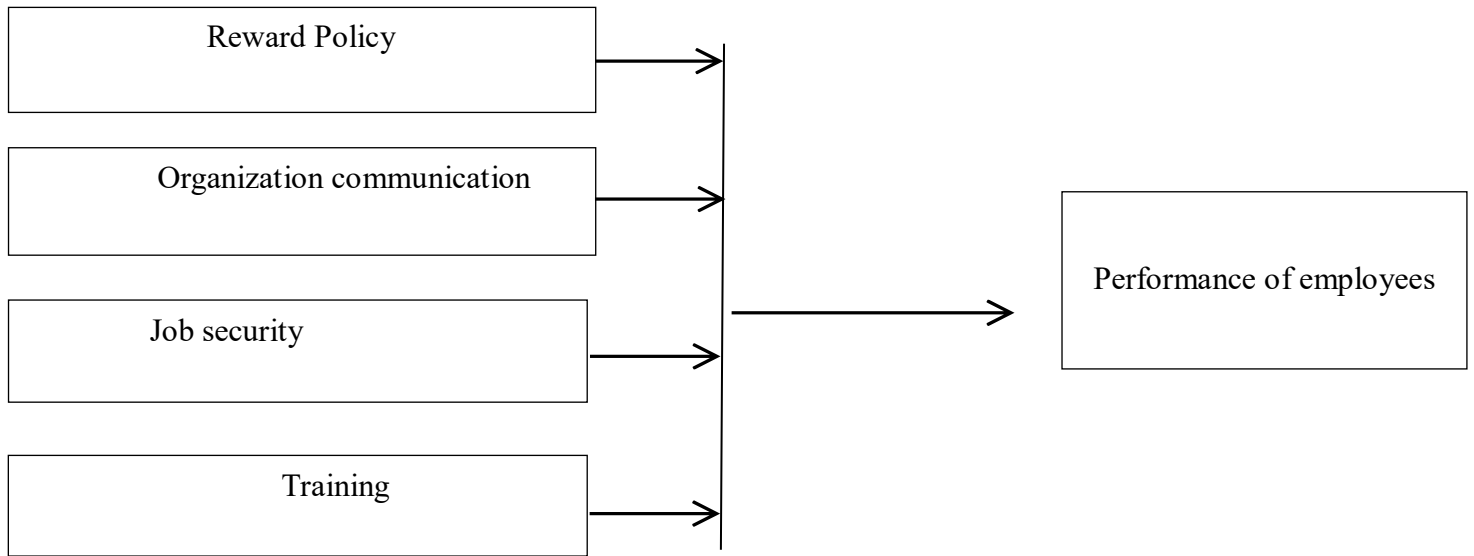 Reward Policy
Organization communication
Job security
Training
Performance of employees